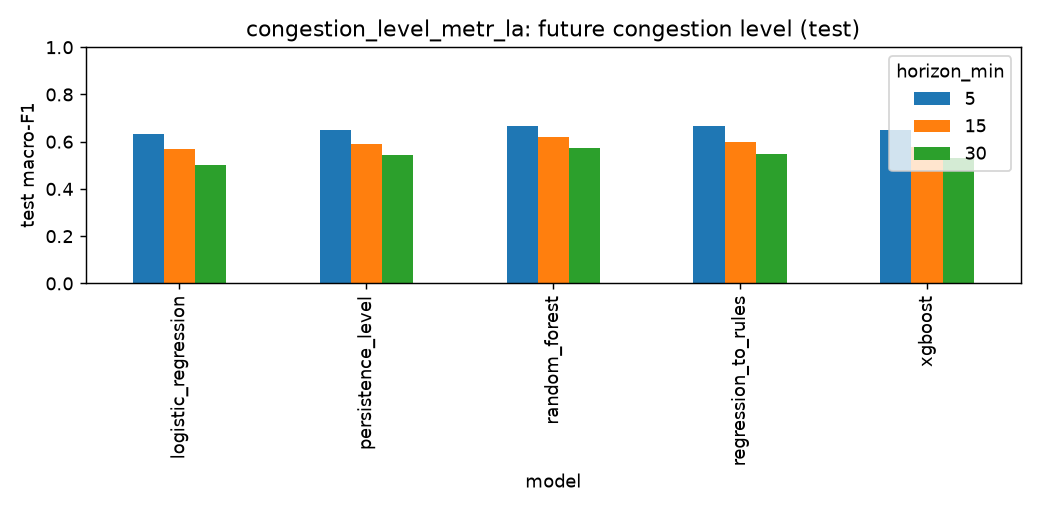 congestion_level_metr_la: future congestion level (test)
test macro-F1
1.0
0.8
0.6
0.4
0.2
0.0
horizon_min
5
15
30
logistic_regression
persistence_level
random_forest
regression_to_rules
xgboost
model